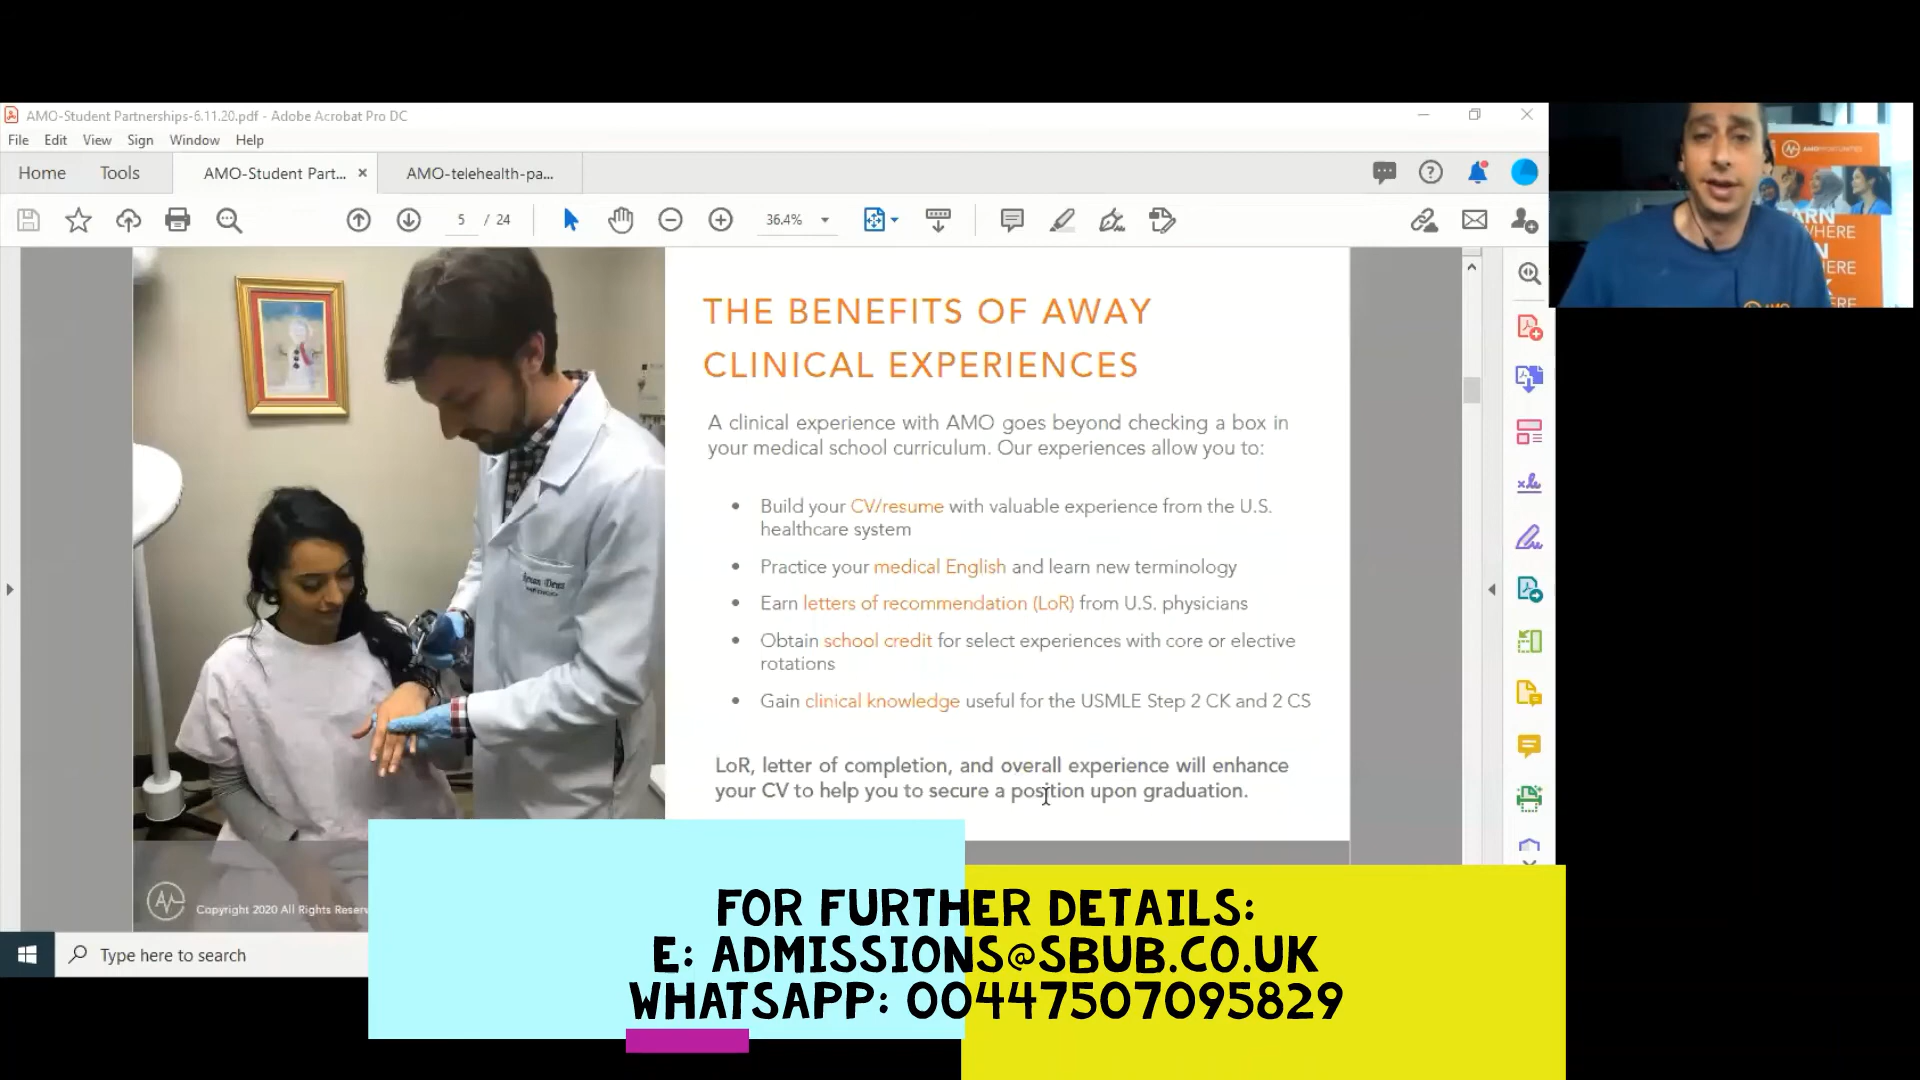 AMO-Student Partnerships-6.11.20.pdf - Adobe Acrobat Pro DC
File Edit View Sign Window Help
Home Tools AMO-Student Part... AMO-telehealth-pa...
5 / 24 36.4%
AMOPPORTUNITIES
THE BENEFITS OF AWAY
CLINICAL EXPERIENCES
A clinical experience with AMO goes beyond checking a box in
your medical school curriculum. Our experiences allow you to:
• Build your CV/resume with valuable experience from the U.S.
healthcare system
• Practice your medical English and learn new terminology
• Earn letters of recommendation (LoR) from U.S. physicians
• Obtain school credit for select experiences with core or elective
rotations
• Gain clinical knowledge useful for the USMLE Step 2 CK and 2 CS
LoR, letter of completion, and overall experience will enhance
your CV to help you to secure a position upon graduation.
Copyright 2020 All Rights Reserv
Type here to search
FOR FURTHER DETAILS:
E: ADMISSIONS@SBUB.CO.UK
WHATSAPP: 00447507095829